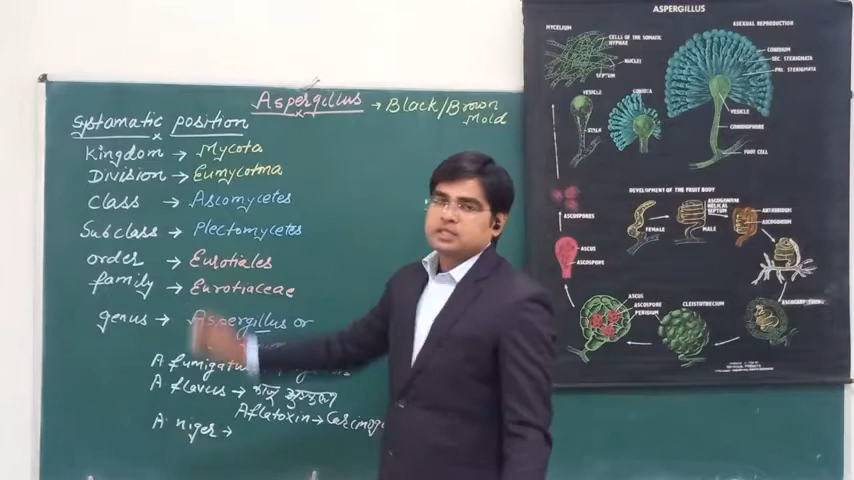 Aspergillus → Black/Brown
Mold
Systamatic position
Kingdom → Mycota
Division → Eumycotina
Class → Ascomycetes
Subclass → Plectomycetes
order → Eurotiales
family → Eurotiaceae
genus → Aspergillus or
A fumigatu
A flavus →
Aflatoxin → Carcinoge
A. niger →
ASPERGILLUS
MYCELIUM
CELLS OF THE SOMATIC
HYPHAE
NUCLEI
SEPTUM
ASEXUAL REPRODUCTION
CONIDIUM
SEC. STERIGMATA
PRI. STERIGMATA
VESICLE
CONIDIOPHORE
FOOT CELL
VESICLE
CONIDIA
DEVELOPMENT OF THE FRUIT BODY
ASCOSPORES
FEMALE
ASCOGONIUM
HELICAL
SEPTUM
MALE
ANTHRIDIUM
ASCOGONIUM
ASCUS
ASCOSPORE
ASCUS
ASCOSPORE
PERIDIUM
CLEISTOTHECIUM